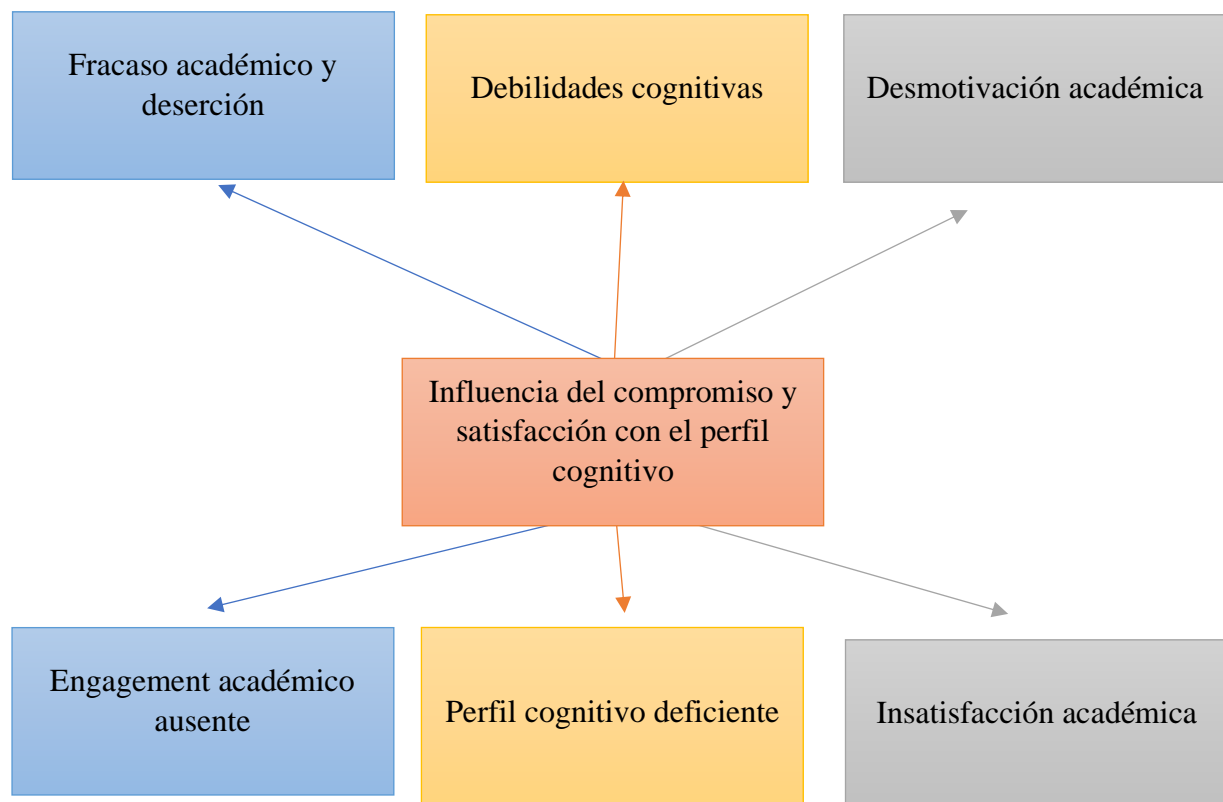 Fracaso académico y
deserción
Debilidades cognitivas
Desmotivación académica
Influencia del compromiso y
satisfacción con el perfil
cognitivo
Engagement académico
ausente
Perfil cognitivo deficiente
Insatisfacción académica